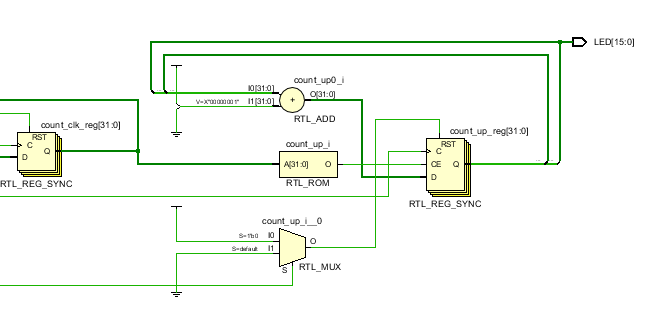 LED[15:0]
count_up0_i
I0[31:0]
I1[31:0]
V=X"00000001"
+
O[31:0]
RTL_ADD
count_clk_reg[31:0]
RST
C
D
Q
RTL_REG_SYNC
count_up_i
A[31:0]
O
RTL_ROM
count_up_reg[31:0]
RST
C
CE
D
Q
RTL_REG_SYNC
count_up_i__0
S=1'b0
I0
S=default
I1
O
S
RTL_MUX